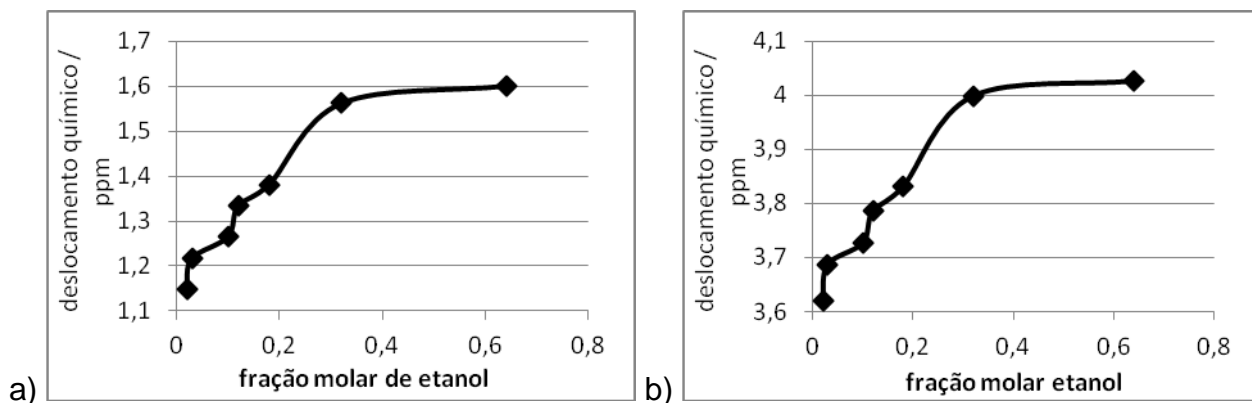 a)
deslocamento químico /
ppm
1,7
1,6
1,5
1,4
1,3
1,2
1,1
0 0,2 0,4 0,6 0,8
fração molar de etanol
b)
deslocamento químico /
ppm
4,1
4
3,9
3,8
3,7
3,6
0 0,2 0,4 0,6 0,8
fração molar etanol